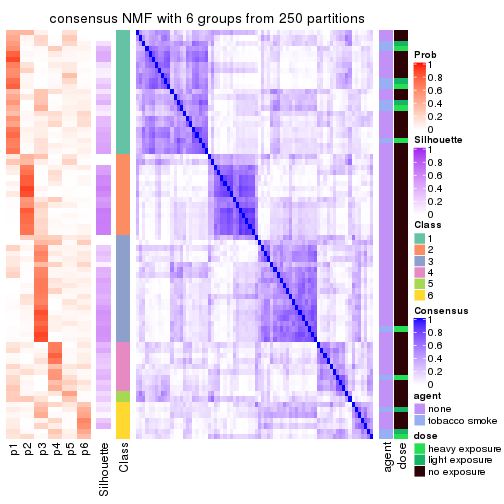 consensus NMF with 6 groups from 250 partitions
Prob
1
0.8
0.6
0.4
0.2
0
Silhouette
1
0.8
0.6
0.4
0.2
0
Class
1
2
3
4
5
6
Consensus
1
0.8
0.6
0.4
0.2
0
agent
none
tobacco smoke
dose
heavy exposure
light exposure
no exposure
p1
p2
p3
p4
p5
p6
Silhouette
Class
agent
dose